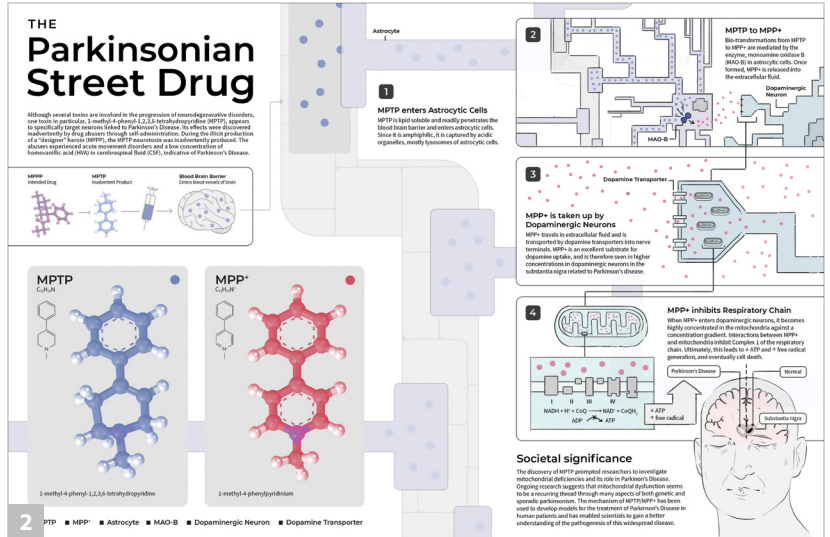 THE
Parkinsonian
Street Drug
Although several toxins are involved in the progression of neurodegenerative disorders,
one toxin in particular, 1-methyl-4-phenyl-1,2,3,6-tetrahydropyridine (MPTP), appears
to specifically target neurons linked to Parkinson's Disease. Its effects were discovered
inadvertently by drug abusers through self-administration. During the illicit production
of a "designer" heroin (MPPP), the MPTP neurotoxin was inadvertently produced. The
abusers experienced acute movement disorders and a low concentration of
homovanillic acid (HVA) in cerebrospinal fluid (CSF), indicative of Parkinson's Disease.
MPPP
Intended Drug
MPTP
Inadvertent Product
Blood Brain Barrier
Enters blood vessels of brain
MPTP
C₁₂H₁₅N
1-methyl-4-phenyl-1,2,3,6-tetrahydropyridine
MPP⁺
C₁₂H₁₂N⁺
1-methyl-4-phenylpyridinium
2
PTP ■ MPP⁺ ■ Astrocyte ■ MAO-B ■ Dopaminergic Neuron ■ Dopamine Transporter
Astrocyte
1
MPTP enters Astrocytic Cells
MPTP is lipid soluble and readily penetrates the
blood brain barrier and enters astrocytic cells.
Since it is amphiphilic, it is captured by acidic
organelles, mostly lysosomes of astrocytic cells.
2
MPTP to MPP+
Bio-transformations from MPTP
to MPP+ are mediated by the
enzyme, monoamine oxidase B
(MAO-B) in astrocytic cells. Once
formed, MPP+ is released into
the extracellular fluid.
Dopaminergic
Neuron
MAO-B
3
Dopamine Transporter
MPP+ is taken up by
Dopaminergic Neurons
MPP+ travels in extracellular fluid and is
transported by dopamine transporters into nerve
terminals. MPP+ is an excellent substrate for
dopamine uptake, and is therefore seen in higher
concentrations in dopaminergic neurons in the
substantia nigra related to Parkinson's disease.
4
MPP+ inhibits Respiratory Chain
When MPP+ enters dopaminergic neurons, it becomes
highly concentrated in the mitochondria against a
concentration gradient. Interactions between MPP+
and mitochondria inhibit Complex 1 of the respiratory
chain. Ultimately, this leads to ATP and free radical
generation, and eventually cell death.
I II III IV
NADH + H⁺ + CoQ → NAD⁺ + CoQH₂
ADP ATP
ATP
free radical
Parkinson's Disease
Normal
Substantia nigra
Societal significance
The discovery of MPTP prompted researchers to investigate
mitochondrial deficiencies and its role in Parkinson's Disease.
Ongoing research suggests that mitochondrial dysfunction seems
to be a recurring thread through many aspects of both genetic and
sporadic parkinsonism. The mechanism of MPTP/MPP+ has been
used to develop models for the treatment of Parkinson's Disease in
human patients and has enabled scientists to gain a better
understanding of the pathogenesis of this widespread disease.